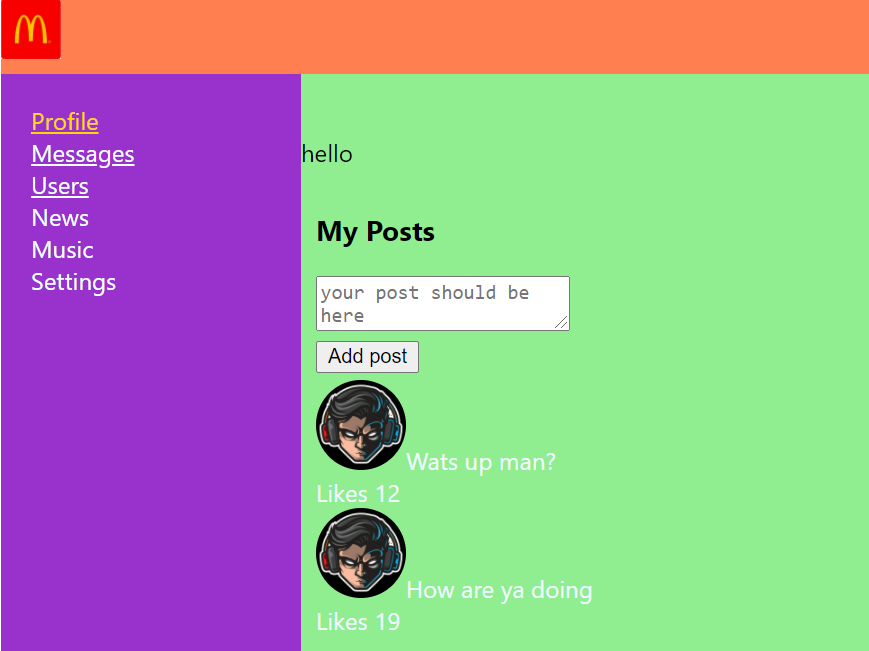 M
Profile
Messages
Users
News
Music
Settings
hello
My Posts
your post should be
here
Add post
Wats up man?
Likes 12
How are ya doing
Likes 19